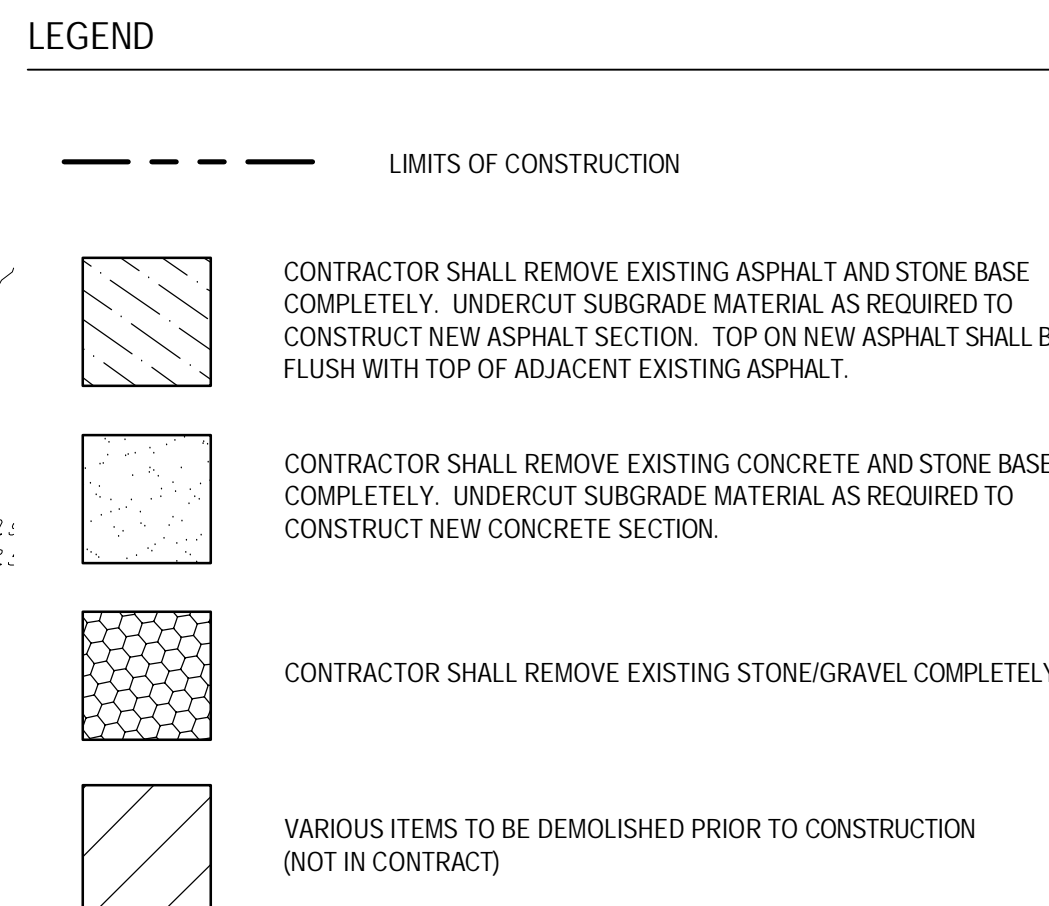 LEGEND
LIMITS OF CONSTRUCTION
CONTRACTOR SHALL REMOVE EXISTING ASPHALT AND STONE BASE
COMPLETELY. UNDERCUT SUBGRADE MATERIAL AS REQUIRED TO
CONSTRUCT NEW ASPHALT SECTION. TOP ON NEW ASPHALT SHALL B
FLUSH WITH TOP OF ADJACENT EXISTING ASPHALT.
CONTRACTOR SHALL REMOVE EXISTING CONCRETE AND STONE BASE
COMPLETELY. UNDERCUT SUBGRADE MATERIAL AS REQUIRED TO
CONSTRUCT NEW CONCRETE SECTION.
CONTRACTOR SHALL REMOVE EXISTING STONE/GRAVEL COMPLETELY
VARIOUS ITEMS TO BE DEMOLISHED PRIOR TO CONSTRUCTION
(NOT IN CONTRACT)